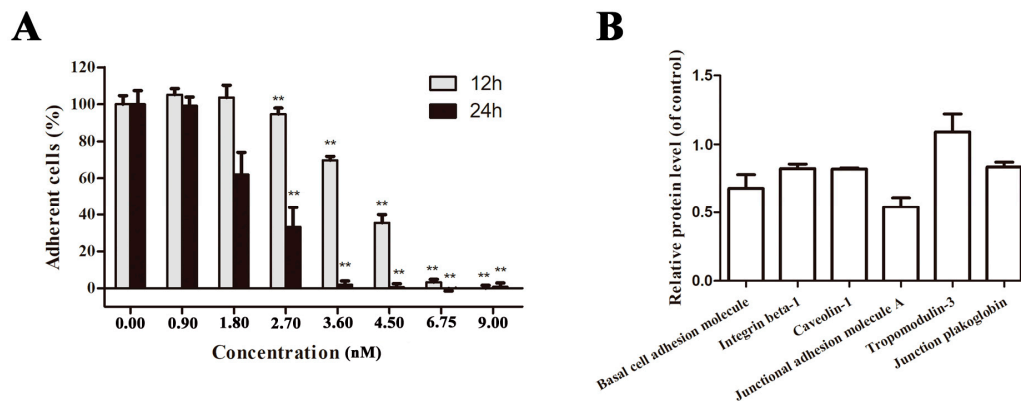 A
B
120
100
80
60
40
20
0
Adherent cells (%)
12h
24h
**
**
**
**
**
**
**
**
**
**
0.00 0.90 1.80 2.70 3.60 4.50 6.75 9.00
Concentration (nM)
1.5
1.0
0.5
0.0
Relative protein level (of control)
Basal cell adhesion molecule
Integrin beta-1
Caveolin-1
Junctional adhesion molecule A
Tropomodulin-3
Junction plakoglobin